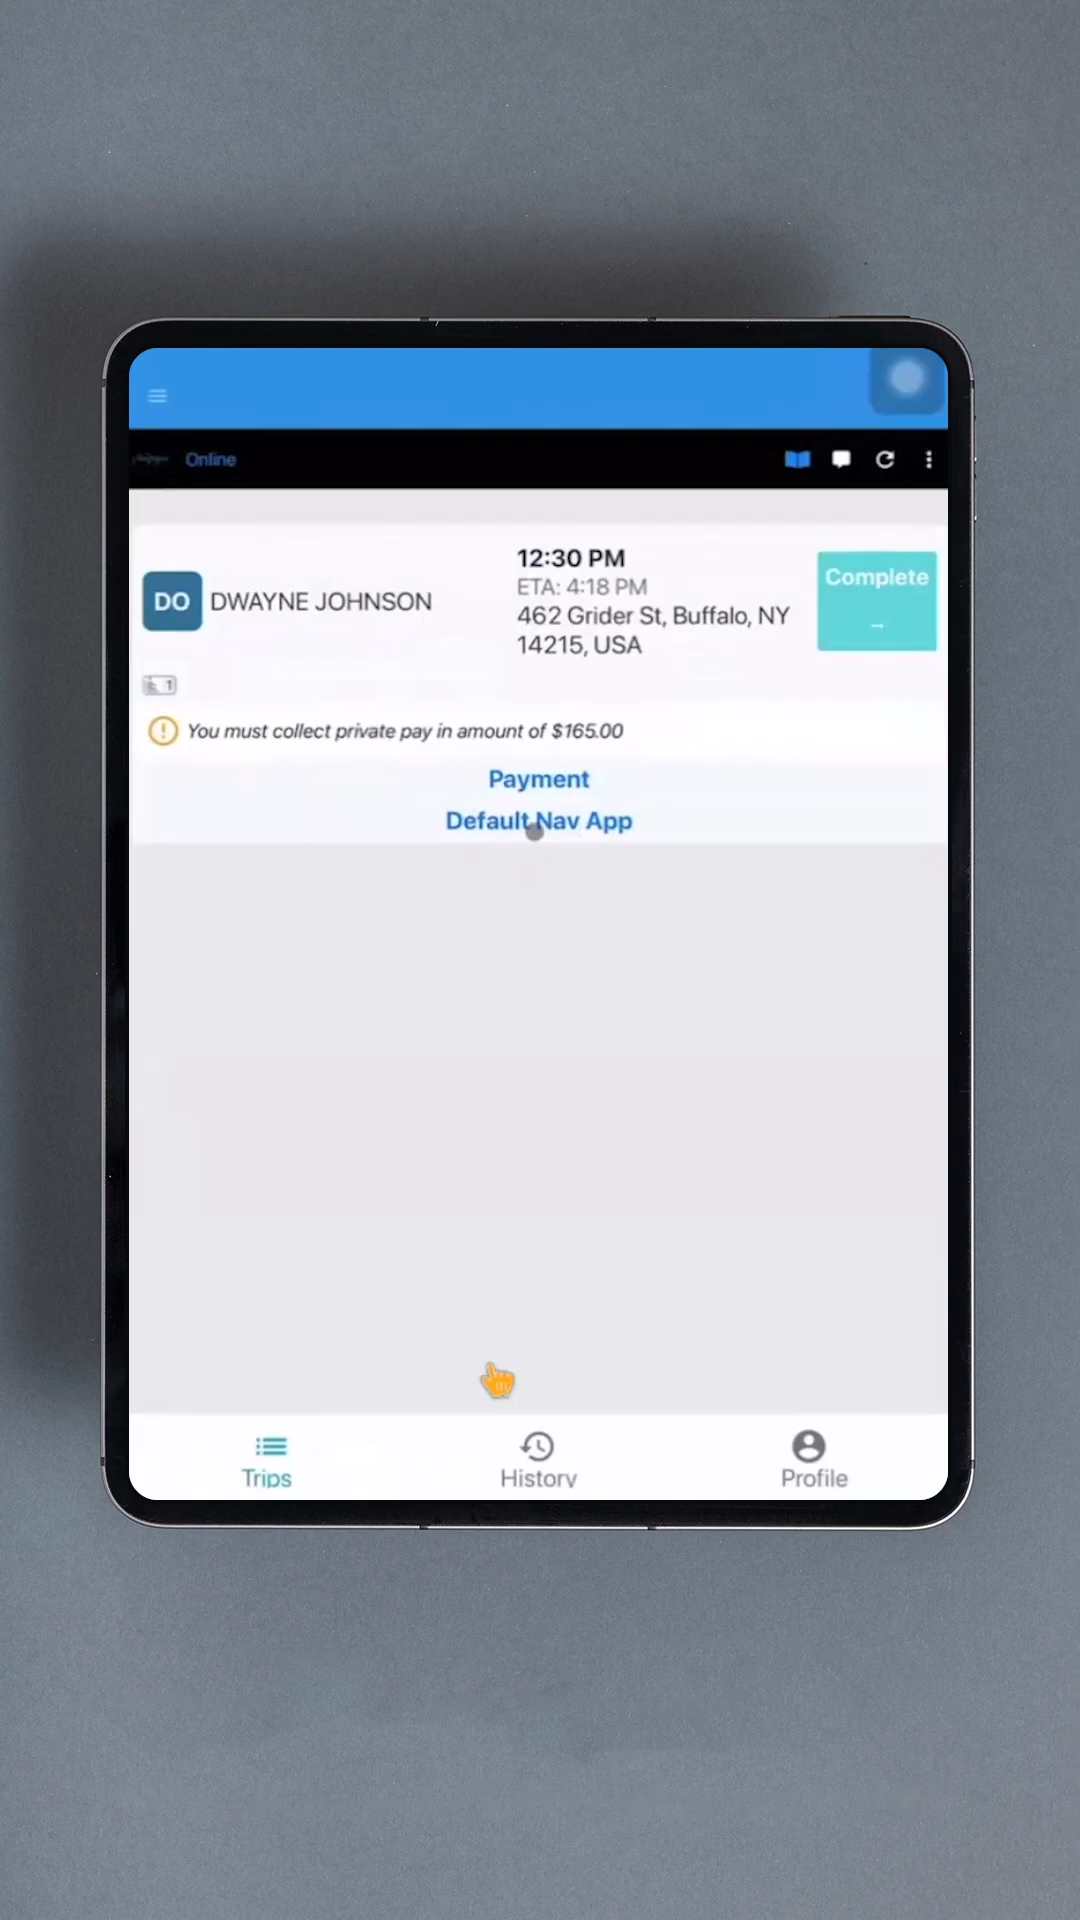 Online
DO
DWAYNE JOHNSON
12:30 PM
ETA: 4:18 PM
462 Grider St, Buffalo, NY
14215, USA
Complete
→
1
You must collect private pay in amount of $165.00
Payment
Default Nav App
Trips
History
Profile